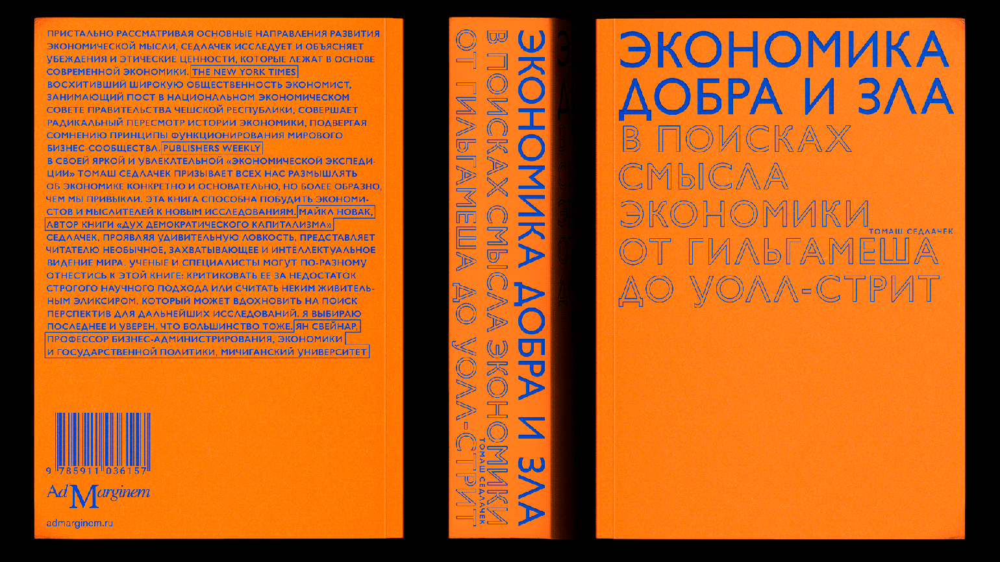 ПРИСТАЛЬНО РАССМАТРИВАЯ ОСНОВНЫЕ НАПРАВЛЕНИЯ РАЗВИТИЯ
ЭКОНОМИЧЕСКОЙ МЫСЛИ, СЕДЛАЧЕК ИССЛЕДУЕТ И ОБЪЯСНЯЕТ
УБЕЖДЕНИЯ И ЭТИЧЕСКИЕ ЦЕННОСТИ, КОТОРЫЕ ЛЕЖАТ В ОСНОВЕ
СОВРЕМЕННОЙ ЭКОНОМИКИ. THE NEW YORK TIMES
ВОСХИТИВШИЙ ШИРОКУЮ ОБЩЕСТВЕННОСТЬ ЭКОНОМИСТ,
ЗАНИМАЮЩИЙ ПОСТ В НАЦИОНАЛЬНОМ ЭКОНОМИЧЕСКОМ
СОВЕТЕ ПРАВИТЕЛЬСТВА ЧЕШСКОЙ РЕСПУБЛИКИ, СОВЕРШАЕТ
РАДИКАЛЬНЫЙ ПЕРЕСМОТР ИСТОРИИ ЭКОНОМИКИ, ПОДВЕРГАЯ
СОМНЕНИЮ ПРИНЦИПЫ ФУНКЦИОНИРОВАНИЯ МИРОВОГО
БИЗНЕС-СООБЩЕСТВА. PUBLISHERS WEEKLY
В СВОЕЙ ЯРКОЙ И УВЛЕКАТЕЛЬНОЙ «ЭКОНОМИЧЕСКОЙ ЭКСПЕДИ-
ЦИИ» ТОМАШ СЕДЛАЧЕК ПРИЗЫВАЕТ ВСЕХ НАС РАЗМЫШЛЯТЬ
ОБ ЭКОНОМИКЕ КОНКРЕТНО И ОСНОВАТЕЛЬНО, НО БОЛЕЕ ОБРАЗНО,
ЧЕМ МЫ ПРИВЫКЛИ. ЭТА КНИГА СПОСОБНА ПОБУДИТЬ ЭКОНОМИ-
СТОВ И МЫСЛИТЕЛЕЙ К НОВЫМ ИССЛЕДОВАНИЯМ. МАЙКЛ НОВАК,
АВТОР КНИГИ «ДУХ ДЕМОКРАТИЧЕСКОГО КАПИТАЛИЗМА»
СЕДЛАЧЕК, ПРОЯВЛЯЯ УДИВИТЕЛЬНУЮ ЛОВКОСТЬ, ПРЕДСТАВЛЯЕТ
ЧИТАТЕЛЮ НЕОБЫЧНОЕ, ЗАХВАТЫВАЮЩЕЕ И ИНТЕЛЛЕКТУАЛЬНОЕ
ВИДЕНИЕ МИРА. УЧЕНЫЕ И СПЕЦИАЛИСТЫ МОГУТ ПО-РАЗНОМУ
ОТНЕСТИСЬ К ЭТОЙ КНИГЕ: КРИТИКОВАТЬ ЕЕ ЗА НЕДОСТАТОК
СТРОГОГО НАУЧНОГО ПОДХОДА ИЛИ СЧИТАТЬ НЕКИМ ЖИВИТЕЛЬ-
НЫМ ЭЛИКСИРОМ, КОТОРЫЙ МОЖЕТ ВДОХНОВИТЬ НА ПОИСК
ПЕРСПЕКТИВ ДЛЯ ДАЛЬНЕЙШИХ ИССЛЕДОВАНИЙ. Я ВЫБИРАЮ
ПОСЛЕДНЕЕ И УВЕРЕН, ЧТО БОЛЬШИНСТВО ТОЖЕ. ЯН СВЕЙНАР,
ПРОФЕССОР БИЗНЕС-АДМИНИСТРИРОВАНИЯ, ЭКОНОМИКИ
И ГОСУДАРСТВЕННОЙ ПОЛИТИКИ, МИЧИГАНСКИЙ УНИВЕРСИТЕТ
9 785911 036157
Ad Marginem
admarginem.ru
ЭКОНОМИКА ДОБРА И ЗЛА
В ПОИСКАХ СМЫСЛА ЭКОНОМИКИ
ТОМАШ СЕДЛАЧЕК
ОТ ГИЛЬГАМЕША ДО УОЛЛ-СТРИТ
ЭКОНОМИКА
ДОБРА И ЗЛА
В ПОИСКАХ
СМЫСЛА
ЭКОНОМИКИ
ТОМАШ СЕДЛАЧЕК
ОТ ГИЛЬГАМЕША
ДО УОЛЛ-СТРИТ